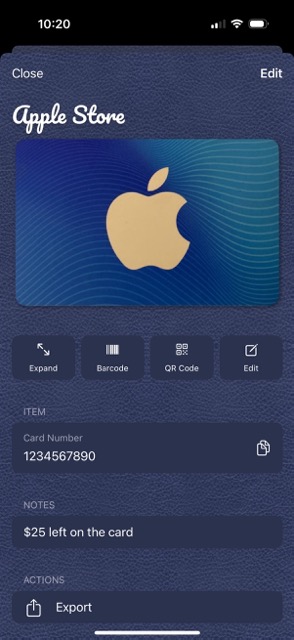 10:20
Close
Edit
Apple Store
Expand
Barcode
QR Code
Edit
ITEM
Card Number
1234567890
NOTES
$25 left on the card
ACTIONS
Export